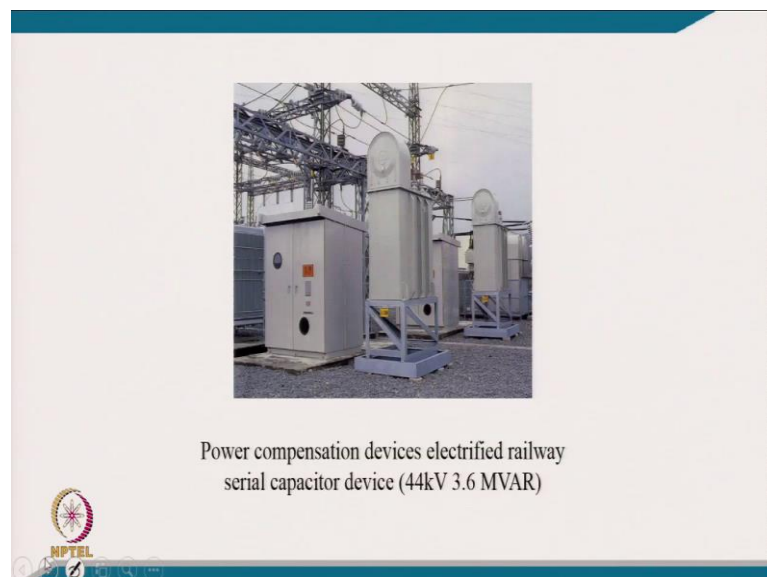 Power compensation devices electrified railway
serial capacitor device (44kV 3.6 MVAR)
NPTEL